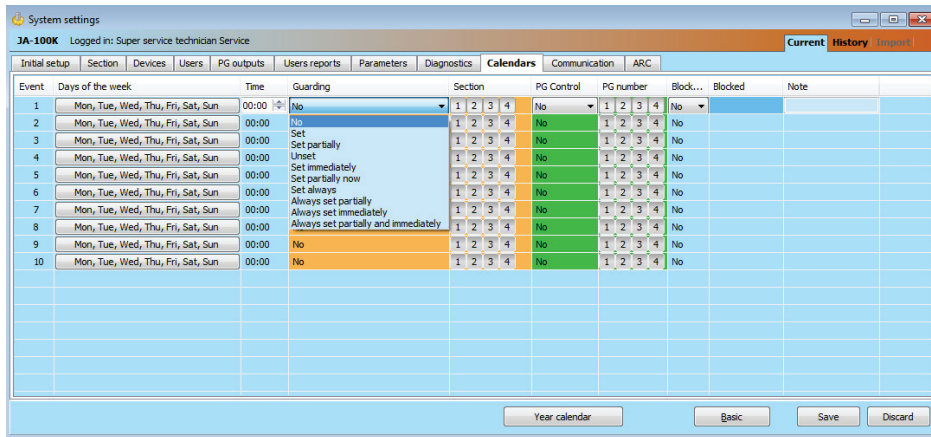 System settings
JA-100K Logged in: Super service technician Service Current History Import
Initial setup Section Devices Users PG outputs Users reports Parameters Diagnostics Calendars Communication ARC
Event Days of the week Time Guarding Section PG Control PG number Block... Blocked Note
1 Mon, Tue, Wed, Thu, Fri, Sat, Sun 00:00 No 1 2 3 4 No 1 2 3 4 No
2 Mon, Tue, Wed, Thu, Fri, Sat, Sun 00:00 No 1 2 3 4 No 1 2 3 4 No
Set
3 Mon, Tue, Wed, Thu, Fri, Sat, Sun 00:00 Set partially 1 2 3 4 No 1 2 3 4 No
4 Mon, Tue, Wed, Thu, Fri, Sat, Sun 00:00 Unset 1 2 3 4 No 1 2 3 4 No
Set immediately
5 Mon, Tue, Wed, Thu, Fri, Sat, Sun 00:00 Set partially now 1 2 3 4 No 1 2 3 4 No
6 Mon, Tue, Wed, Thu, Fri, Sat, Sun 00:00 Set always 1 2 3 4 No 1 2 3 4 No
Always set partially
7 Mon, Tue, Wed, Thu, Fri, Sat, Sun 00:00 Always set immediately 1 2 3 4 No 1 2 3 4 No
8 Mon, Tue, Wed, Thu, Fri, Sat, Sun 00:00 Always set partially and immediately 1 2 3 4 No 1 2 3 4 No
9 Mon, Tue, Wed, Thu, Fri, Sat, Sun 00:00 No 1 2 3 4 No 1 2 3 4 No
10 Mon, Tue, Wed, Thu, Fri, Sat, Sun 00:00 No 1 2 3 4 No 1 2 3 4 No
Year calendar Basic Save Discard